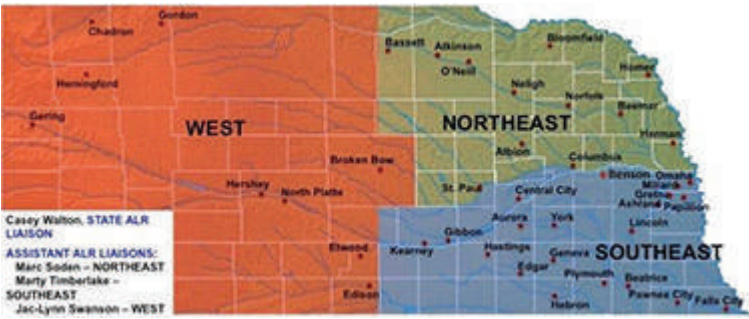 Gordon
Chadron
Hemingford
Gering
WEST
Broken Bow
Hershey
North Platte
Elwood
Edison
Bassett
Atkinson
O'Neill
Bloomfield
Homer
Neligh
Norfolk
Beemer
NORTHEAST
Herman
Albion
Columbus
St. Paul
Benson
Omaha
Millard
Gretna
Papillion
Ashland
Central City
Aurora
York
Lincoln
Gibbon
Kearney
Hastings
Geneva
SOUTHEAST
Edgar
Plymouth
Beatrice
Hebron
Pawnee City
Falls City
Casey Walton, STATE ALR
LIAISON
ASSISTANT ALR LIAISONS:
Marc Soden – NORTHEAST
Marty Timberlake –
SOUTHEAST
Jac-Lynn Swanson – WEST